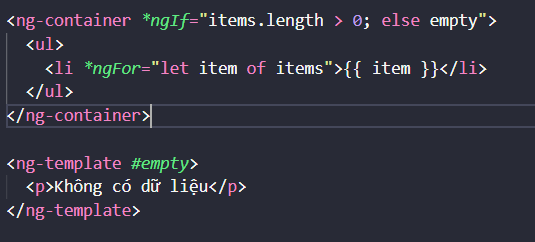 <ng-container *ngIf="items.length > 0; else empty">
  <ul>
    <li *ngFor="let item of items">{{ item }}</li>
  </ul>
</ng-container>
<ng-template #empty>
  <p>Không có dữ liệu</p>
</ng-template>